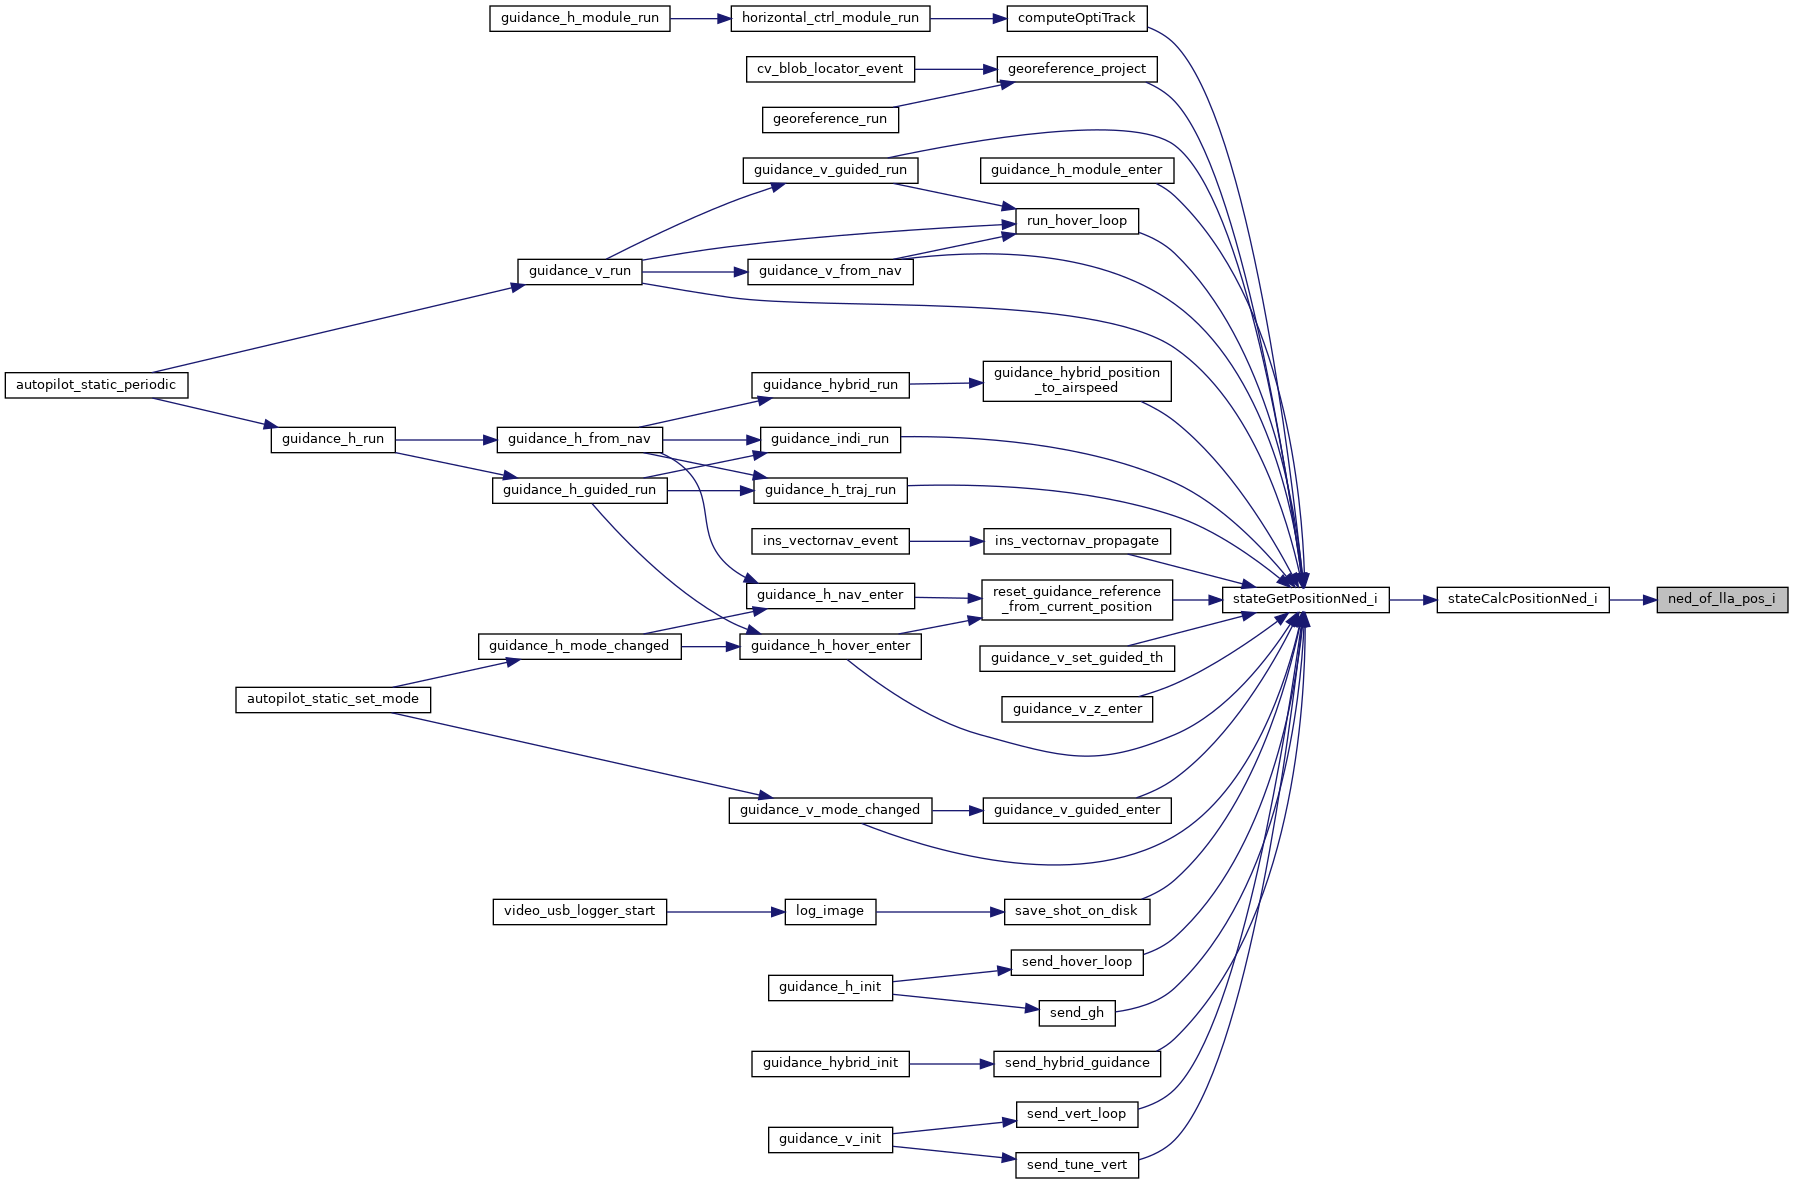 guidance_h_module_run
horizontal_ctrl_module_run
computeOptiTrack
cv_blob_locator_event
georeference_project
georeference_run
guidance_v_guided_run
guidance_h_module_enter
run_hover_loop
guidance_v_run
guidance_v_from_nav
autopilot_static_periodic
guidance_hybrid_run
guidance_hybrid_position
_to_airspeed
guidance_h_run
guidance_h_from_nav
guidance_indi_run
guidance_h_guided_run
guidance_h_traj_run
ins_vectornav_event
ins_vectornav_propagate
guidance_h_nav_enter
reset_guidance_reference
_from_current_position
stateGetPositionNed_i
stateCalcPositionNed_i
ned_of_lla_pos_i
guidance_h_mode_changed
guidance_h_hover_enter
guidance_v_set_guided_th
autopilot_static_set_mode
guidance_v_z_enter
guidance_v_mode_changed
guidance_v_guided_enter
video_usb_logger_start
log_image
save_shot_on_disk
send_hover_loop
guidance_h_init
send_gh
guidance_hybrid_init
send_hybrid_guidance
send_vert_loop
guidance_v_init
send_tune_vert